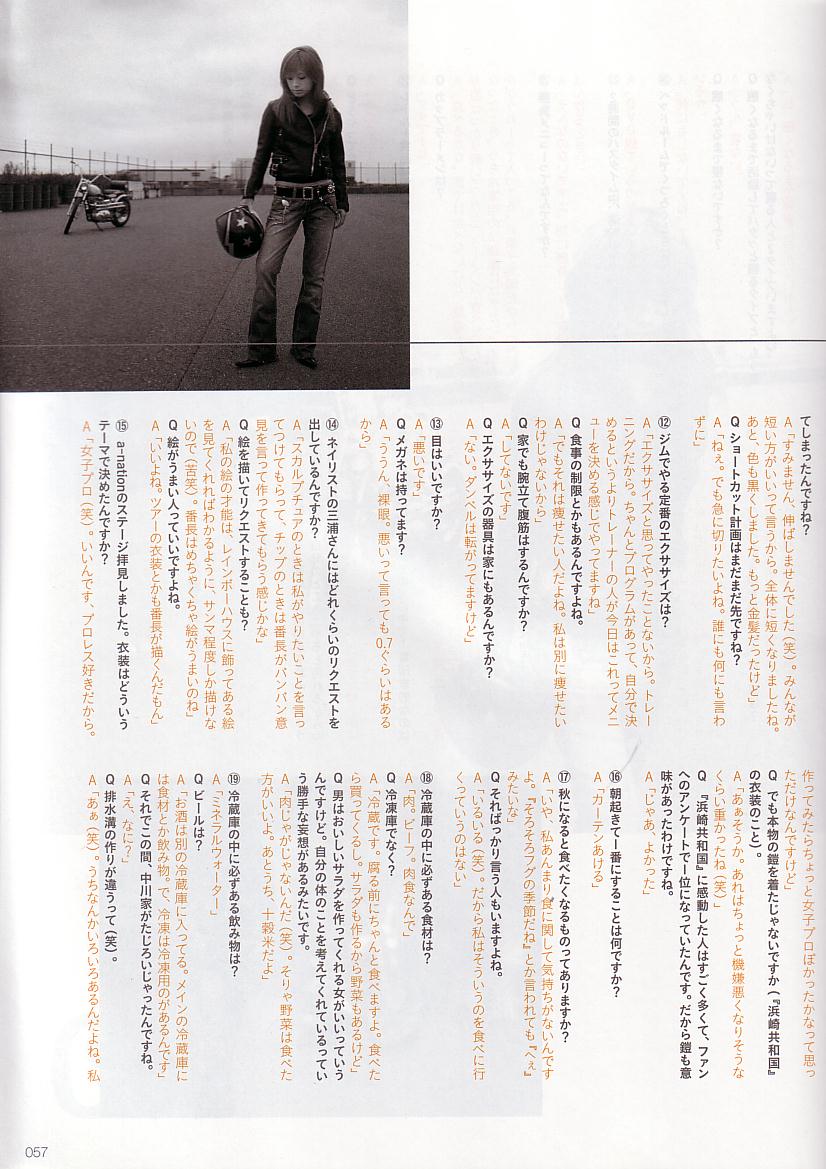 てしまったんですね?
A「すみません、伸ばしませんでした(笑)。みんなが
短い方がいいって言うから。全体に短くなりましたね。
あと、色も黒くしました。もっと金髪だったけど」
Q ショートカット計画はまだまだ先ですね?
A「ねぇ。でも急に切りたいよね。誰にも何にも言わ
ずに」
⑫ ジムでやる定番のエクササイズは?
A「エクササイズと思ってやったことないから。トレー
ニングだから。ちゃんとプログラムがあって、自分で決
めるというよりトレーナーの人が今日はこれってメニ
ューを決める感じでやってますね」
Q 食事の制限とかもあるんですよね。
A「でもそれは痩せたい人だよね。私は別に痩せたい
わけじゃないから」
Q 家でも腕立て腹筋はするんですか?
A「してないです」
Q エクササイズの器具は家にもあるんですか?
A「ない。ダンベルは転がってますけど」
⑬ 目はいいですか?
A「悪いです」
Q メガネは持ってます?
A「ううん、裸眼。悪いって言っても0.7ぐらいはある
から」
⑭ ネイリストの三浦さんにはどれくらいのリクエストを
出しているんですか?
A「スカルプチュアのときは私がやりたいことを言っ
てつけてもらって、チップのときは番長がバンバン意
見を言って作ってきてもらう感じかな」
Q 絵を描いてリクエストすることも?
A「私の絵の才能は、レインボーハウスに飾ってある絵
を見てくれればわかるように、サンマ程度しか描けな
いので(苦笑)。番長はめちゃくちゃ絵がうまいのね」
Q 絵がうまい人っていいですよね。
A「いいよね。ツアーの衣装とかも番長が描くんだもん」
⑮ a-nationのステージ拝見しました。衣装はどういう
テーマで決めたんですか?
A「女子プロ(笑)。いいんです、プロレス好きだから。
作ってみたらちょっと女子プロぽかったかなって思っ
ただけなんですけど」
Q でも本物の鎧を着たじゃないですか(『浜崎共和国』
の衣装のこと)。
A「あぁそうか。あれはちょっと機嫌悪くなりそうな
くらい重かったね(笑)」
Q 『浜崎共和国』に感動した人はすごく多くて、ファン
へのアンケートで一位になっていたんです。だから鎧も意
味があったわけですね。
A「じゃあ、よかった」
⑯ 朝起きて一番にすることは何ですか?
A「カーテンあける」
⑰ 秋になると食べたくなるものってありますか?
A「いや、私あんまり食に関して気持ちがないんです
よ。『そろそろフグの季節だね』とか言われても『へぇ』
みたいな」
Q そればっかり言う人もいますよね。
A「いるいる(笑)。だから私はそういうのを食べに行
くっていうのはない」
⑱ 冷蔵庫の中に必ずある食材は?
A「肉。ビーフ。肉食なんで」
Q 冷凍庫でなく?
A「冷蔵です。腐る前にちゃんと食べますよ。食べた
ら買ってくるし。サラダも作るから野菜もあるけど」
Q 男はおいしいサラダを作ってくれる女がいいっていう
んですけど。自分の体のことを考えてくれているってい
う勝手な妄想があるみたいです。
A「肉じゃがじゃないんだ(笑)。そりゃ野菜は食べた
方がいいよ。あとうち、十穀米だよ」
⑲ 冷蔵庫の中に必ずある飲み物は?
A「ミネラルウォーター」
Q ビールは?
A「お酒は別の冷蔵庫に入ってる。メインの冷蔵庫に
は食材とか飲み物。で、冷凍は冷凍用のがあるんです」
Q それでこの間、中川家がたじろいじゃったんですね。
A「え、なに?」
Q 排水溝の作りが違うって(笑)。
A「あぁ(笑)。うちなんかいろいろあるんだよね。私
057